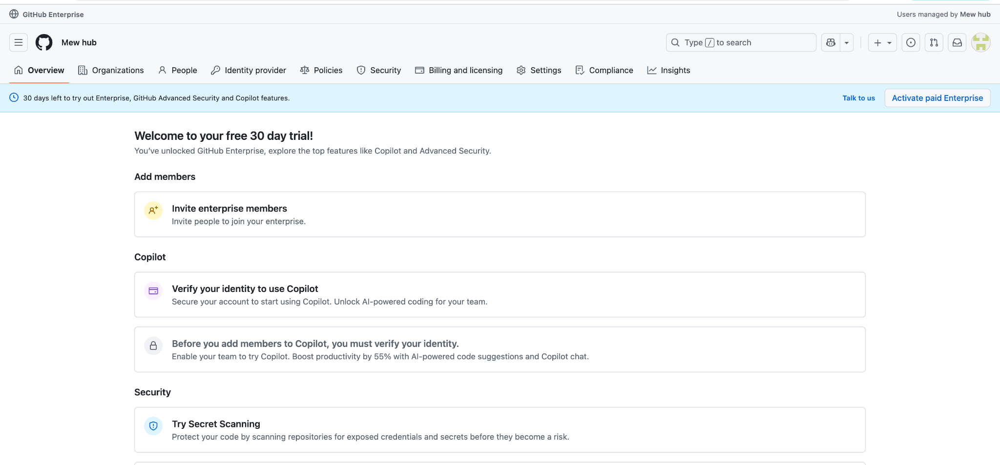 GitHub Enterprise
Users managed by Mew hub
Mew hub
Type / to search
Overview
Organizations
People
Identity provider
Policies
Security
Billing and licensing
Settings
Compliance
Insights
30 days left to try out Enterprise, GitHub Advanced Security and Copilot features.
Talk to us
Activate paid Enterprise
Welcome to your free 30 day trial!
You’ve unlocked GitHub Enterprise, explore the top features like Copilot and Advanced Security.
Add members
Invite enterprise members
Invite people to join your enterprise.
Copilot
Verify your identity to use Copilot
Secure your account to start using Copilot. Unlock AI-powered coding for your team.
Before you add members to Copilot, you must verify your identity.
Enable your team to try Copilot. Boost productivity by 55% with AI-powered code suggestions and Copilot chat.
Security
Try Secret Scanning
Protect your code by scanning repositories for exposed credentials and secrets before they become a risk.